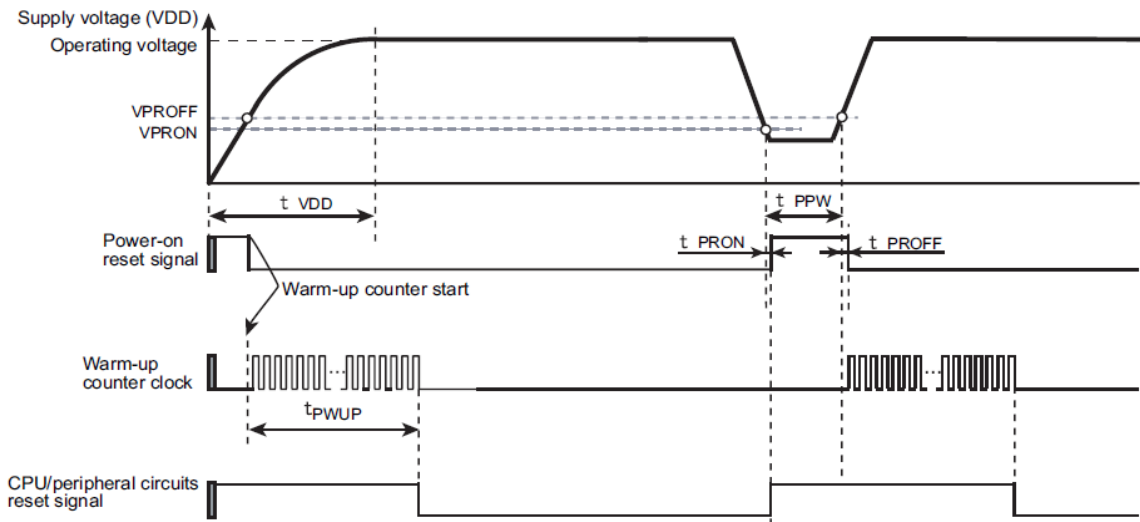 Supply voltage (VDD)
Operating voltage
VPROFF
VPRON
t VDD
t PPW
Power-on
reset signal
t PRON
t PROFF
Warm-up counter start
Warm-up
counter clock
...
...
tPWUP
CPU/peripheral circuits
reset signal